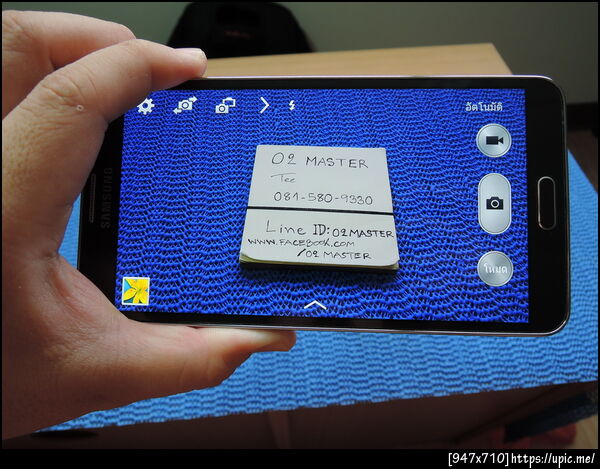 SAMSUNG
อัตโนมัติ
O2 MASTER
Tee
081-580-9330
Line ID: O2 MASTER
WWW.FACEBOOK.COM
/O2 MASTER
โหมด
[947x710]https://upic.me/